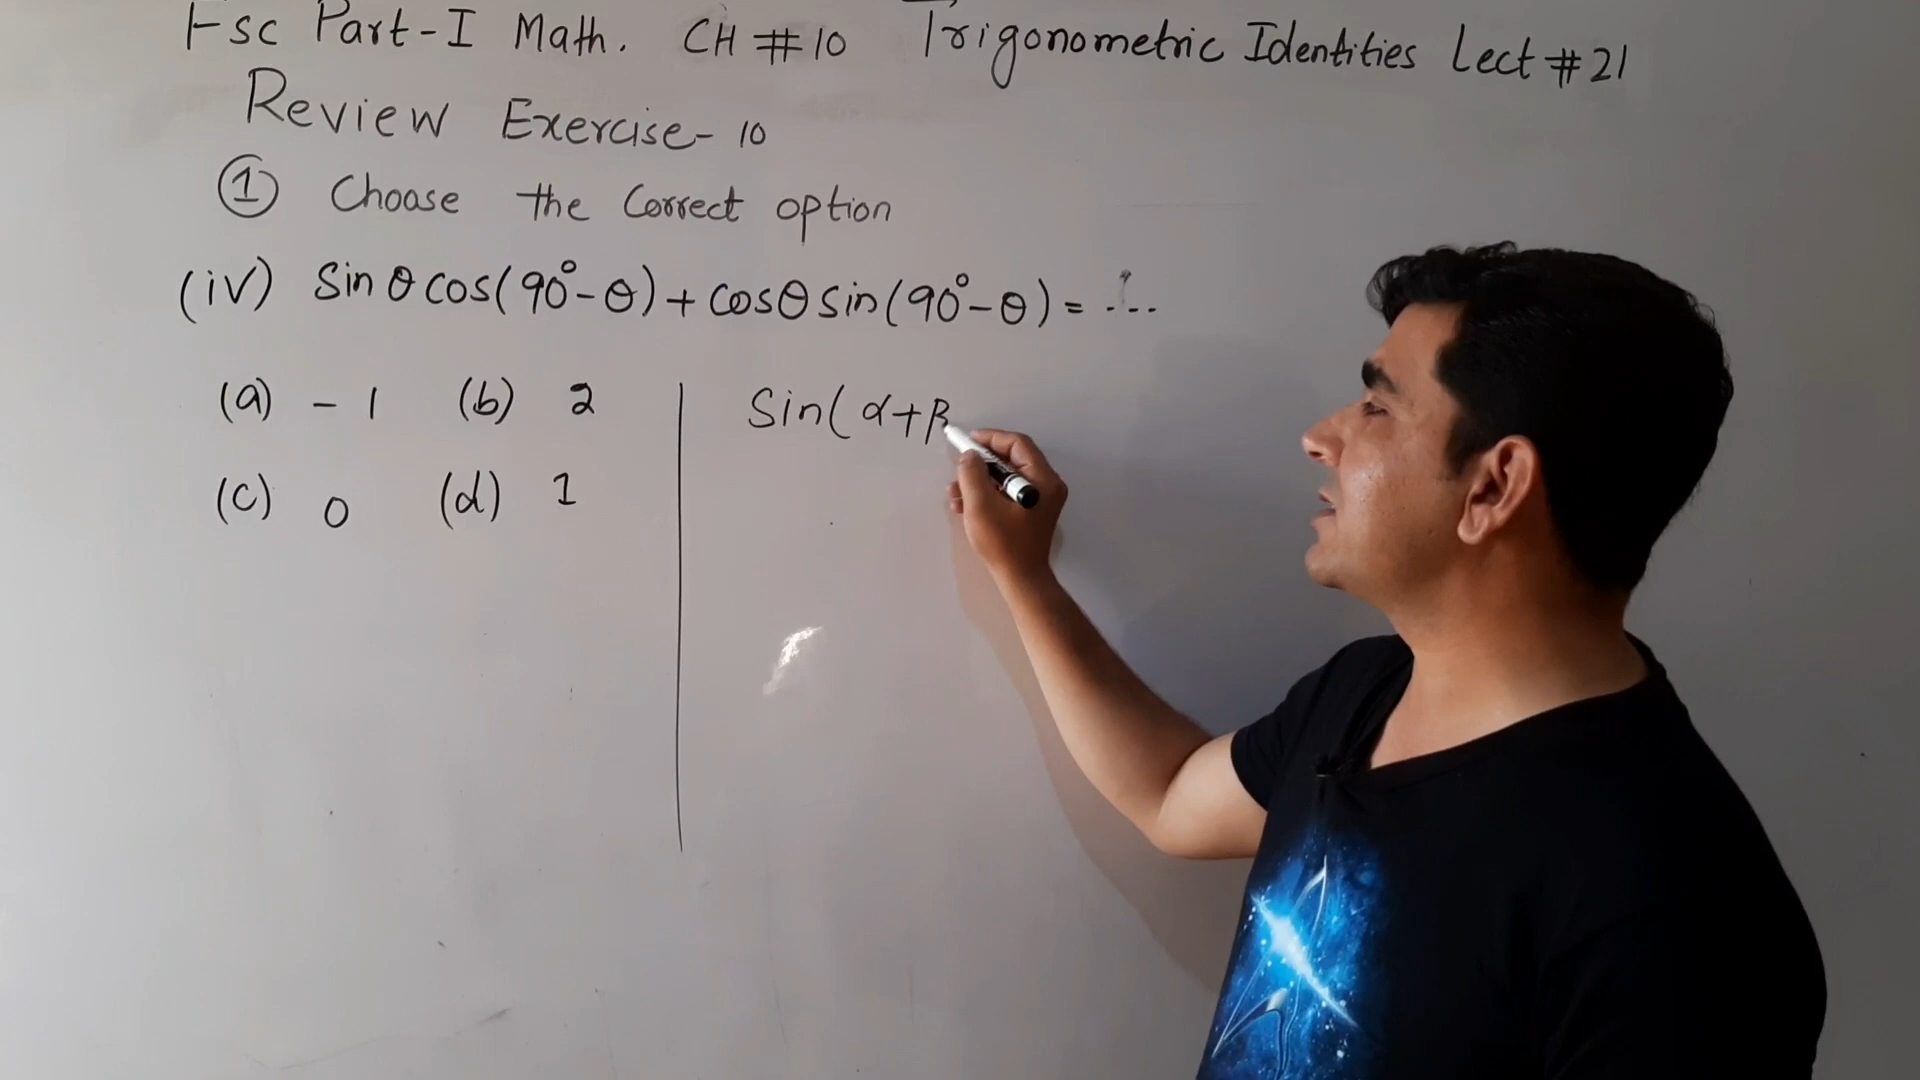 Fsc Part-I Math. CH #10 Trigonometric Identities Lect #21
Review Exercise-10
① Choose the Correct option
(iv) Sin θ cos(90°-θ) + cosθ sin(90°-θ) = ....
(a) -1 (b) 2
(c) 0 (d) 1
Sin(α+β